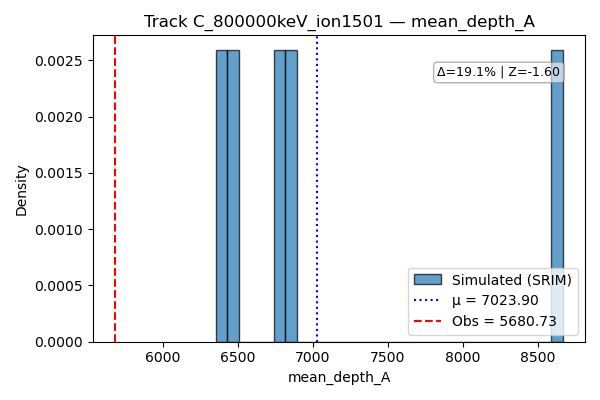 Track C_800000keV_ion1501 — mean_depth_A
Δ=19.1% | Z=-1.60
0.0025
0.0020
0.0015
0.0010
0.0005
0.0000
Density
Simulated (SRIM)
μ = 7023.90
Obs = 5680.73
6000 6500 7000 7500 8000 8500
mean_depth_A